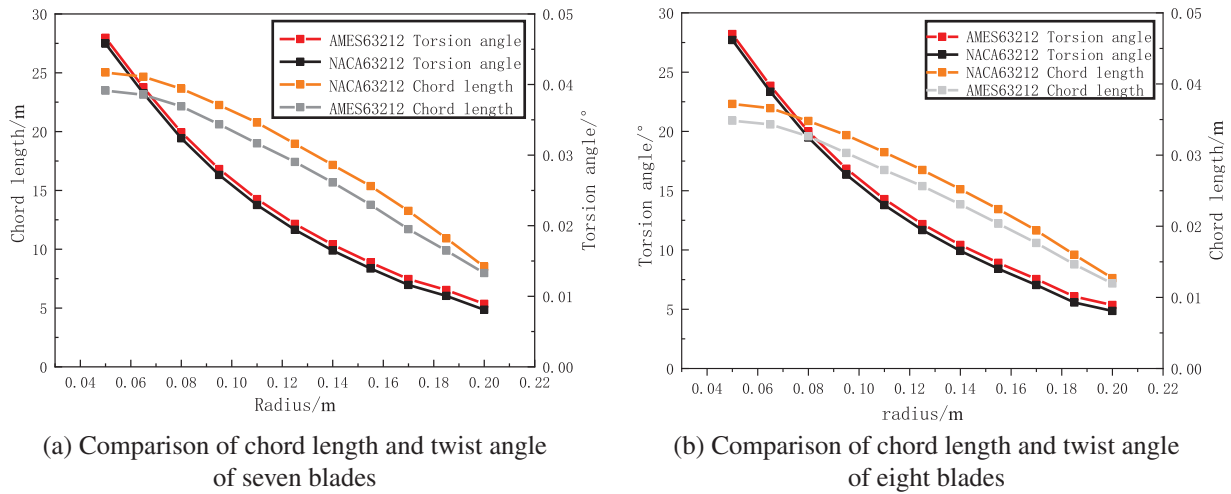 30
25
20
15
10
5
0
Chord length/m
0.05
0.04
0.03
0.02
0.01
0.00
Torsion angle/°
AMES63212 Torsion angle
NACA63212 Torsion angle
NACA63212 Chord length
AMES63212 Chord length
0.04 0.06 0.08 0.10 0.12 0.14 0.16 0.18 0.20 0.22
Radius/m
(a) Comparison of chord length and twist angle
of seven blades
30
25
20
15
10
5
0
Torsion angle/°
0.05
0.04
0.03
0.02
0.01
0.00
Chord length/m
AMES63212 Torsion angle
NACA63212 Torsion angle
NACA63212 Chord length
AMES63212 Chord length
0.04 0.06 0.08 0.10 0.12 0.14 0.16 0.18 0.20 0.22
radius/m
(b) Comparison of chord length and twist angle
of eight blades